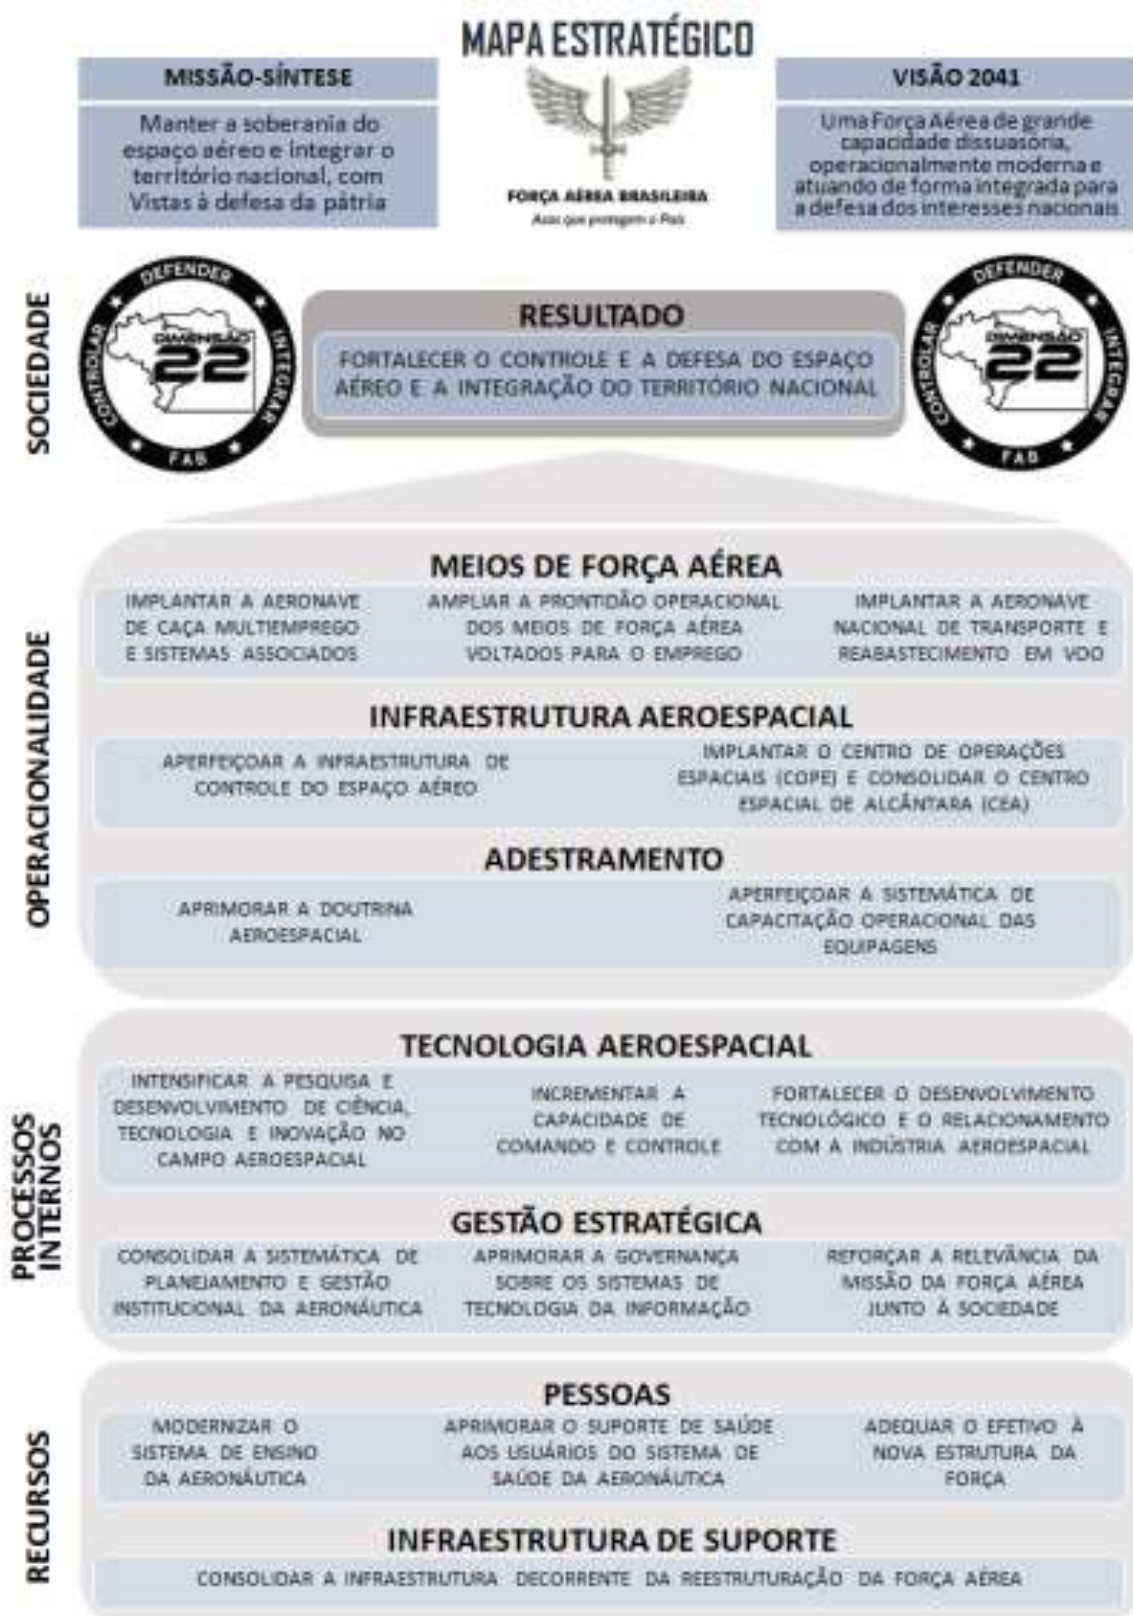 MAPA ESTRATÉGICO
MISSÃO-SÍNTESE
Manter a soberania do
espaço aéreo e integrar o
território nacional, com
Vistas à defesa da pátria
FORÇA AÉREA BRASILEIRA
Asas que protegem o País
VISÃO 2041
Uma Força Aérea de grande
capacidade dissuasória,
operacionalmente moderna e
atuando de forma integrada para
a defesa dos interesses nacionais
SOCIEDADE
DEFENDER
CONTROLAR
INTEGRAR
DIMENSÃO
22
FAB
RESULTADO
FORTALECER O CONTROLE E A DEFESA DO ESPAÇO
AÉREO E A INTEGRAÇÃO DO TERRITÓRIO NACIONAL
DEFENDER
CONTROLAR
INTEGRAR
DIMENSÃO
22
FAB
OPERACIONALIDADE
MEIOS DE FORÇA AÉREA
IMPLANTAR A AERONAVE
DE CAÇA MULTIEMPREGO
E SISTEMAS ASSOCIADOS
AMPLIAR A PRONTIDÃO OPERACIONAL
DOS MEIOS DE FORÇA AÉREA
VOLTADOS PARA O EMPREGO
IMPLANTAR A AERONAVE
NACIONAL DE TRANSPORTE E
REABASTECIMENTO EM VOO
INFRAESTRUTURA AEROESPACIAL
APERFEIÇOAR A INFRAESTRUTURA DE
CONTROLE DO ESPAÇO AÉREO
IMPLANTAR O CENTRO DE OPERAÇÕES
ESPACIAIS (COPE) E CONSOLIDAR O CENTRO
ESPACIAL DE ALCÂNTARA (CEA)
ADESTRAMENTO
APRIMORAR A DOUTRINA
AEROESPACIAL
APERFEIÇOAR A SISTEMÁTICA DE
CAPACITAÇÃO OPERACIONAL DAS
EQUIPAGENS
PROCESSOS
INTERNOS
TECNOLOGIA AEROESPACIAL
INTENSIFICAR A PESQUISA E
DESENVOLVIMENTO DE CIÊNCIA,
TECNOLOGIA E INOVAÇÃO NO
CAMPO AEROESPACIAL
INCREMENTAR A
CAPACIDADE DE
COMANDO E CONTROLE
FORTALECER O DESENVOLVIMENTO
TECNOLÓGICO E O RELACIONAMENTO
COM A INDÚSTRIA AEROESPACIAL
GESTÃO ESTRATÉGICA
CONSOLIDAR A SISTEMÁTICA DE
PLANEJAMENTO E GESTÃO
INSTITUCIONAL DA AERONÁUTICA
APRIMORAR A GOVERNANÇA
SOBRE OS SISTEMAS DE
TECNOLOGIA DA INFORMAÇÃO
REFORÇAR A RELEVÂNCIA DA
MISSÃO DA FORÇA AÉREA
JUNTO À SOCIEDADE
RECURSOS
PESSOAS
MODERNIZAR O
SISTEMA DE ENSINO
DA AERONÁUTICA
APRIMORAR O SUPORTE DE SAÚDE
AOS USUÁRIOS DO SISTEMA DE
SAÚDE DA AERONÁUTICA
ADEQUAR O EFETIVO À
NOVA ESTRUTURA DA
FORÇA
INFRAESTRUTURA DE SUPORTE
CONSOLIDAR A INFRAESTRUTURA DECORRENTE DA REESTRUTURAÇÃO DA FORÇA AÉREA